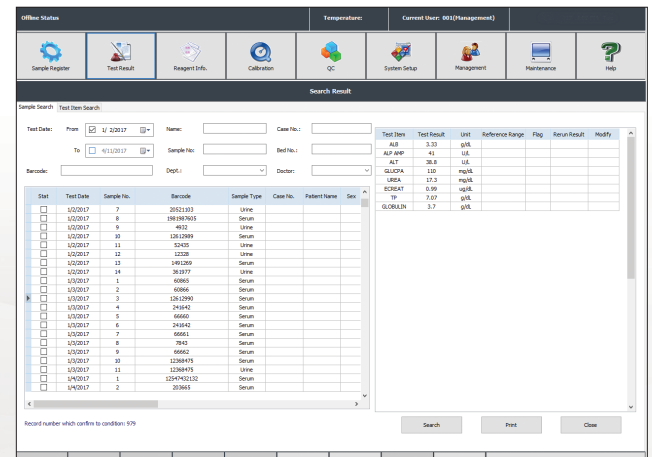 Offline Status Temperature: Current User: 001(Management)
Sample Register Test Result Reagent Info. Calibration QC System Setup Management Maintenance Help
Search Result
Sample Search Test Item Search
Test Date: From 1/ 2/2017 Name: Case No.:
To 4/11/2017 Sample No: Bed No.:
Barcode: Dept.: Doctor:
Stat Test Date Sample No. Barcode Sample Type Case No. Patient Name Sex
1/2/2017 7 20521103 Urine
1/2/2017 8 1981987605 Serum
1/2/2017 9 4932 Urine
1/2/2017 10 12612989 Serum
1/2/2017 11 52435 Urine
1/2/2017 12 12328 Urine
1/2/2017 13 1491269 Serum
1/2/2017 14 361977 Urine
1/3/2017 1 60865 Serum
1/3/2017 2 60866 Serum
1/3/2017 3 12612990 Serum
1/3/2017 4 241642 Serum
1/3/2017 5 66660 Serum
1/3/2017 6 241642 Serum
1/3/2017 7 66661 Serum
1/3/2017 8 7843 Serum
1/3/2017 9 66662 Serum
1/3/2017 10 12368475 Serum
1/3/2017 11 12368475 Urine
1/4/2017 1 12547432132 Serum
1/4/2017 2 203665 Serum
Test Item Test Result Unit Reference Range Flag Rerun Result Modify
ALB 3.33 g/dL
ALP AMP 41 U/L
ALT 38.8 U/L
GLUCPA 110 mg/dL
UREA 17.3 mg/dL
ECREAT 0.99 ug/dL
TP 7.07 g/dL
GLOBULIN 3.7 g/dL
Record number which confirm to condition: 979
Search Print Close